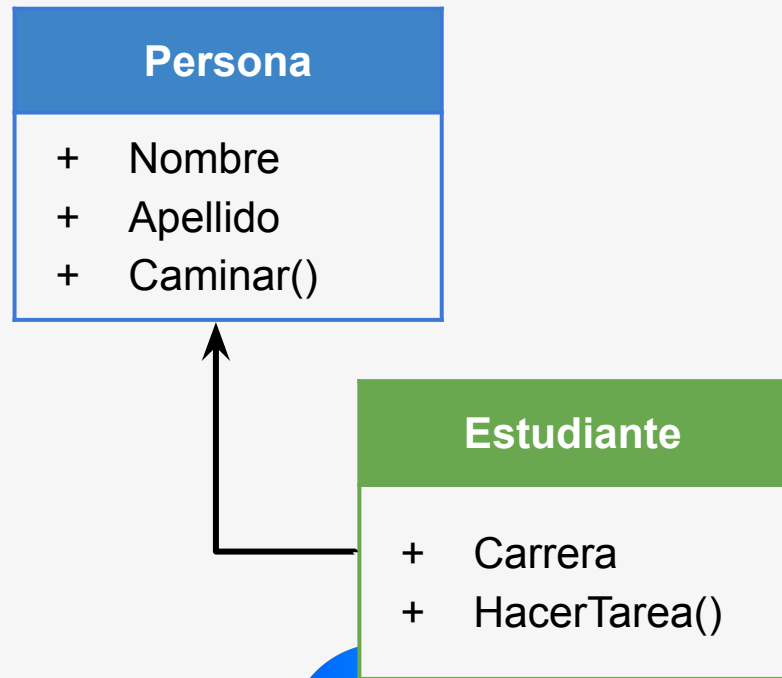 Persona
+ Nombre
+ Apellido
+ Caminar()
Estudiante
+ Carrera
+ HacerTarea()